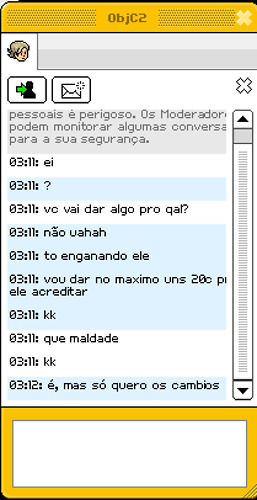 ObjC2
pessoais é perigoso. Os Moderador
podem monitorar algumas conversa
para a sua segurança.
03:11: ei
03:11: ?
03:11: vc vai dar algo pro qal?
03:11: não uahah
03:11: to enganando ele
03:11: vou dar no maximo uns 20c pr
ele acreditar
03:11: kk
03:11: que maldade
03:11: kk
03:12: é, mas só quero os cambios